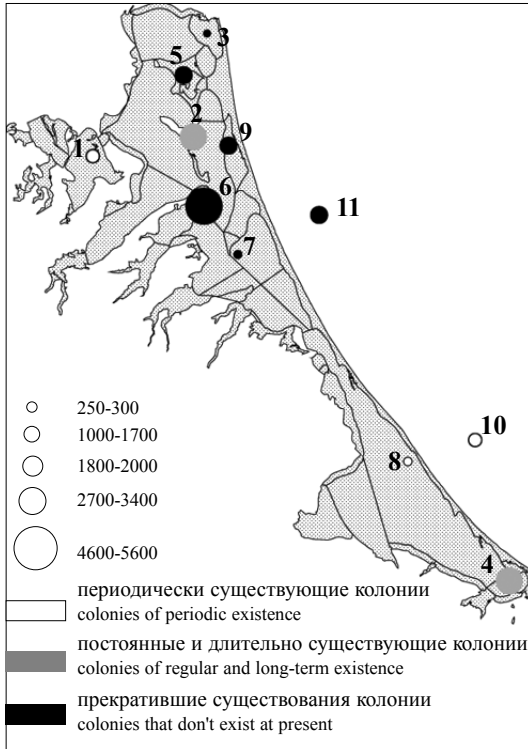 3
5
2
9
1
6
11
7
250-300
1000-1700
10
8
1800-2000
2700-3400
4600-5600
4
периодически существующие колонии
colonies of periodic existence
постоянные и длительно существующие колонии
colonies of regular and long-term existence
прекратившие существования колонии
colonies that don't exist at present